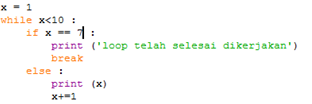 x = 1
while x<10 :
    if x == 7 :
        print ('loop telah selesai dikerjakan')
        break
    else :
        print (x)
        x+=1